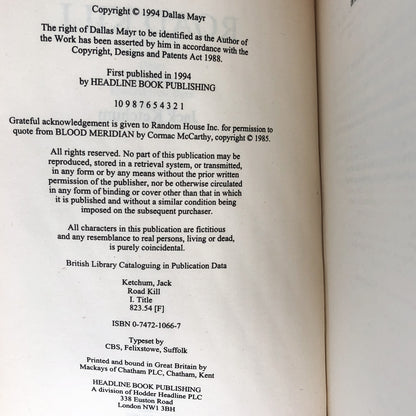 Copyright © 1994 Dallas Mayr
The right of Dallas Mayr to be identified as the Author of
the Work has been asserted by him in accordance with the
Copyright, Designs and Patents Act 1988.
First published in 1994
by HEADLINE BOOK PUBLISHING
10 9 8 7 6 5 4 3 2 1
Grateful acknowledgement is given to Random House Inc. for permission to
quote from BLOOD MERIDIAN by Cormac McCarthy, copyright © 1985.
All rights reserved. No part of this publication may be
reproduced, stored in a retrieval system, or transmitted,
in any form or by any means without the prior written
permission of the publisher, nor be otherwise circulated
in any form of binding or cover other than that in which
it is published and without a similar condition being
imposed on the subsequent purchaser.
All characters in this publication are fictitious
and any resemblance to real persons, living or dead,
is purely coincidental.
British Library Cataloguing in Publication Data
Ketchum, Jack
Road Kill
I. Title
823.54 [F]
ISBN 0-7472-1066-7
Typeset by
CBS, Felixstowe, Suffolk
Printed and bound in Great Britain by
Mackays of Chatham PLC, Chatham, Kent
HEADLINE BOOK PUBLISHING
A division of Hodder Headline PLC
338 Euston Road
London NW1 3BH